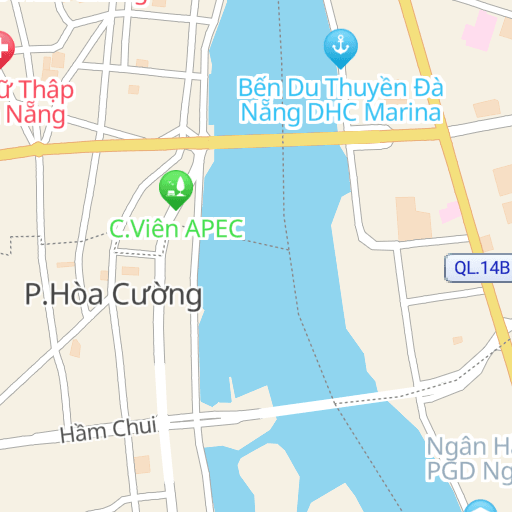 ng
Bến Du Thuyền Đà
Nẵng DHC Marina
ữ Thập
Nẵng
C.Viên APEC
QL.14B
P.Hòa Cường
Hầm Chui
Ngân Hà
PGD Ng